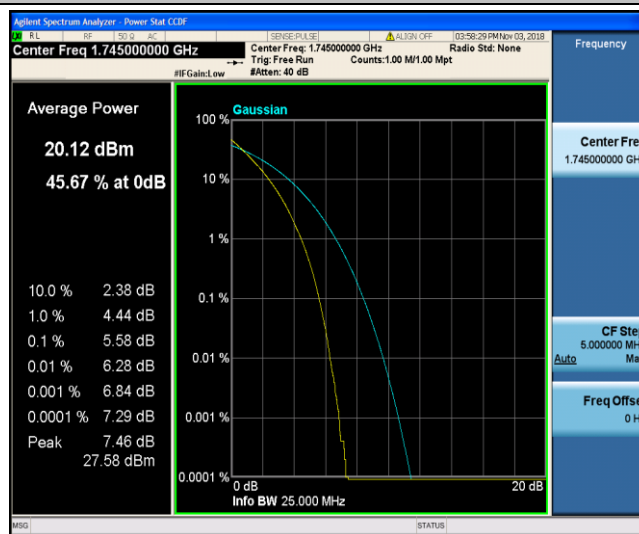 Agilent Spectrum Analyzer - Power Stat CCDF
RL RF 50 Ω AC SENSE:PULSE ALIGN OFF 03:58:29 PM Nov 03, 2018
Center Freq 1.745000000 GHz
Center Freq: 1.745000000 GHz Radio Std: None
Trig: Free Run Counts:1.00 M/1.00 Mpt
#IFGain:Low #Atten: 40 dB
Frequency
Average Power
20.12 dBm
45.67 % at 0dB
10.0 % 2.38 dB
1.0 % 4.44 dB
0.1 % 5.58 dB
0.01 % 6.28 dB
0.001 % 6.84 dB
0.0001 % 7.29 dB
Peak 7.46 dB
27.58 dBm
Gaussian
100 %
10 %
1 %
0.1 %
0.01 %
0.001 %
0.0001 %
0 dB 20 dB
Info BW 25.000 MHz
Center Fre
1.745000000 GH
CF Ste
5.000000 MH
Auto Ma
Freq Offse
0 H
MSG STATUS